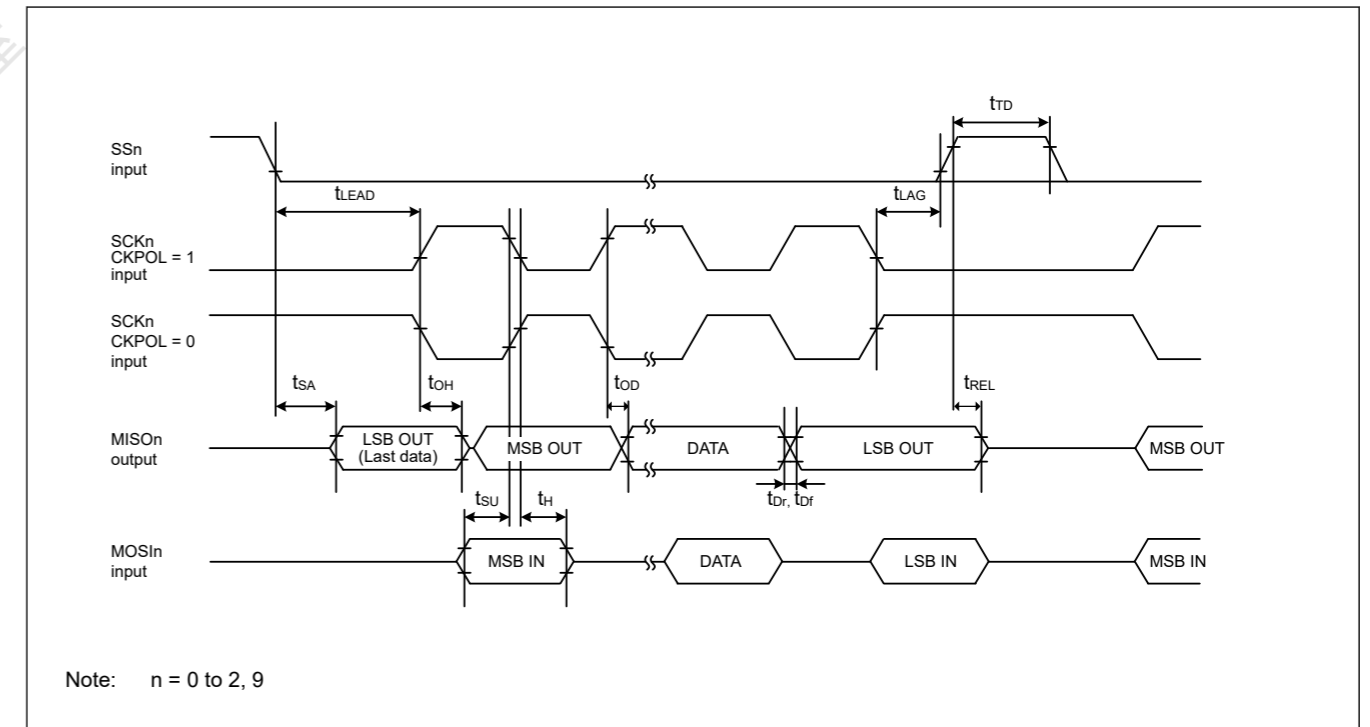 tTD
SSn
input
tLEAD
tLAG
SCKn
CKPOL = 1
input
SCKn
CKPOL = 0
input
tSA
tOH
tOD
tREL
MISOn
output
LSB OUT
(Last data)
MSB OUT
DATA
LSB OUT
MSB OUT
tSU
tH
tDr, tDf
MOSIn
input
MSB IN
DATA
LSB IN
MSB IN
Note: n = 0 to 2, 9